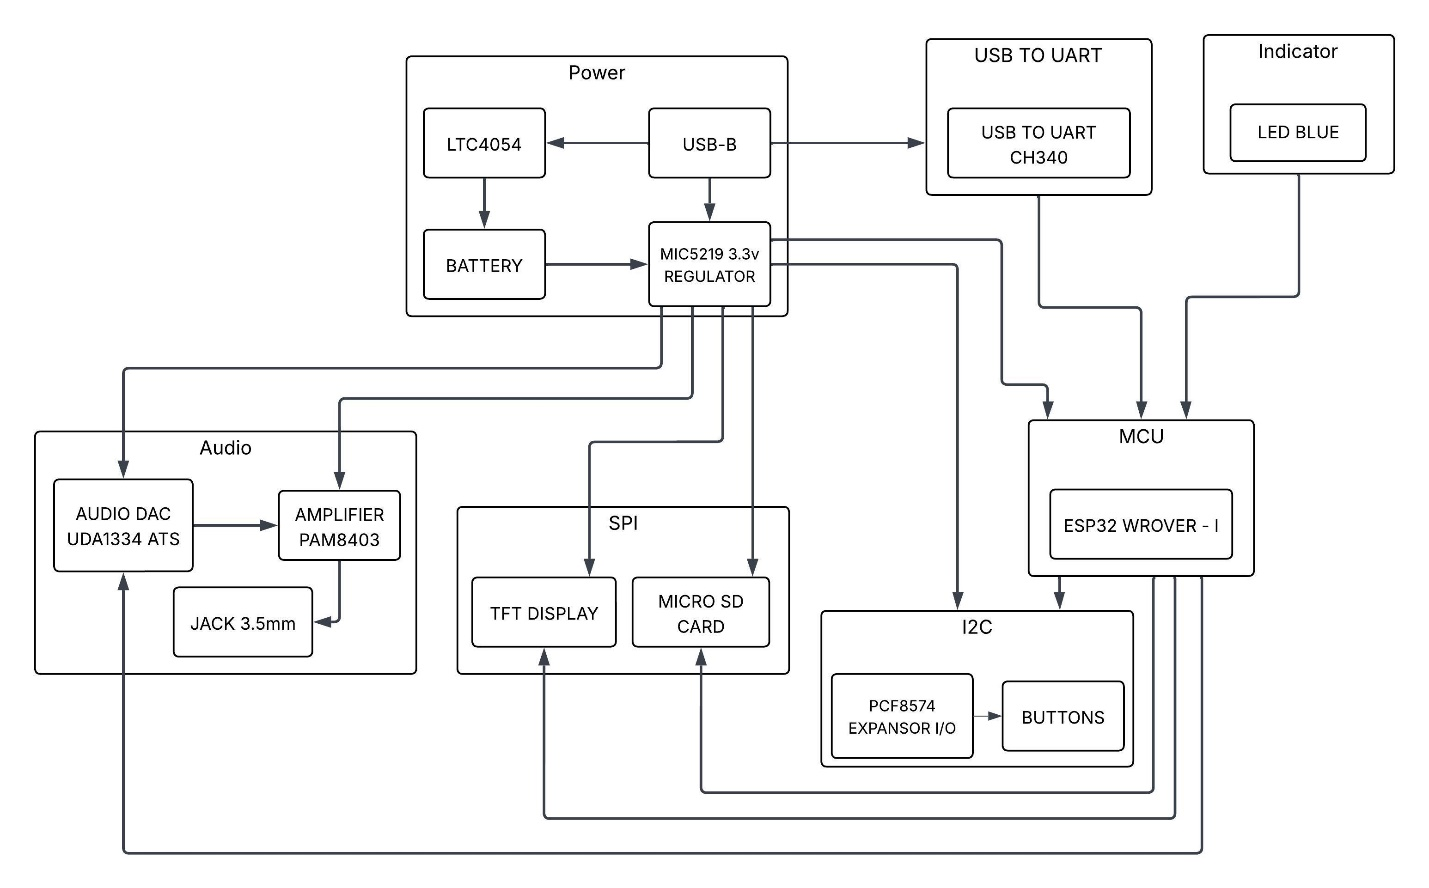 Power
LTC4054
USB-B
BATTERY
MIC5219 3.3v
REGULATOR
USB TO UART
USB TO UART
CH340
Indicator
LED BLUE
Audio
AUDIO DAC
UDA1334 ATS
AMPLIFIER
PAM8403
JACK 3.5mm
SPI
TFT DISPLAY
MICRO SD
CARD
MCU
ESP32 WROVER - I
I2C
PCF8574
EXPANSOR I/O
BUTTONS